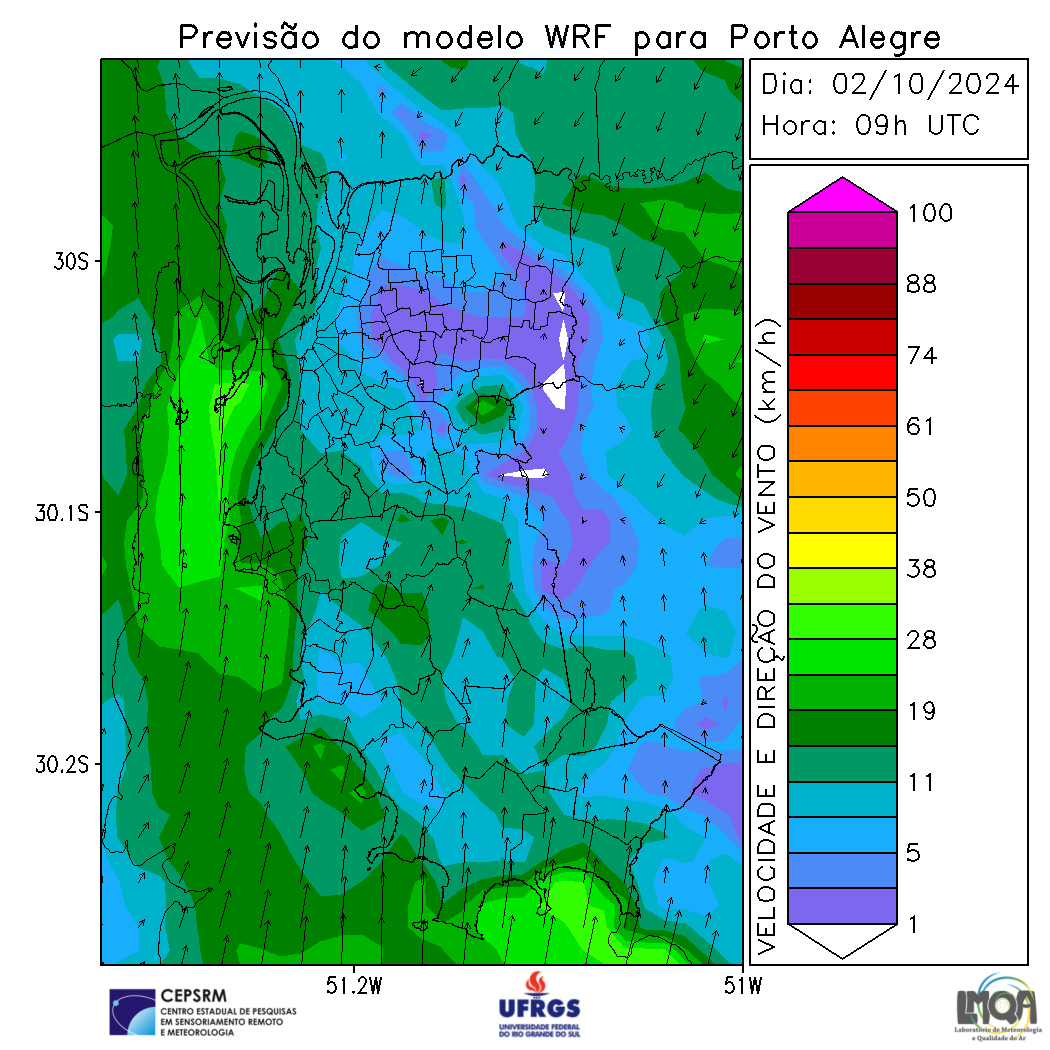 Previsão do modelo WRF para Porto Alegre
Dia: 02/10/2024
Hora: 09h UTC
30S
30.1S
30.2S
51.2W
51W
VELOCIDADE E DIREÇÃO DO VENTO (km/h)
100
88
74
61
50
38
28
19
11
5
1
CEPSRM
CENTRO ESTADUAL DE PESQUISAS
EM SENSORIAMENTO REMOTO
E METEOROLOGIA
UFRGS
UNIVERSIDADE FEDERAL
DO RIO GRANDE DO SUL
LMQA
Laboratório de Meteorologia
e Qualidade do Ar